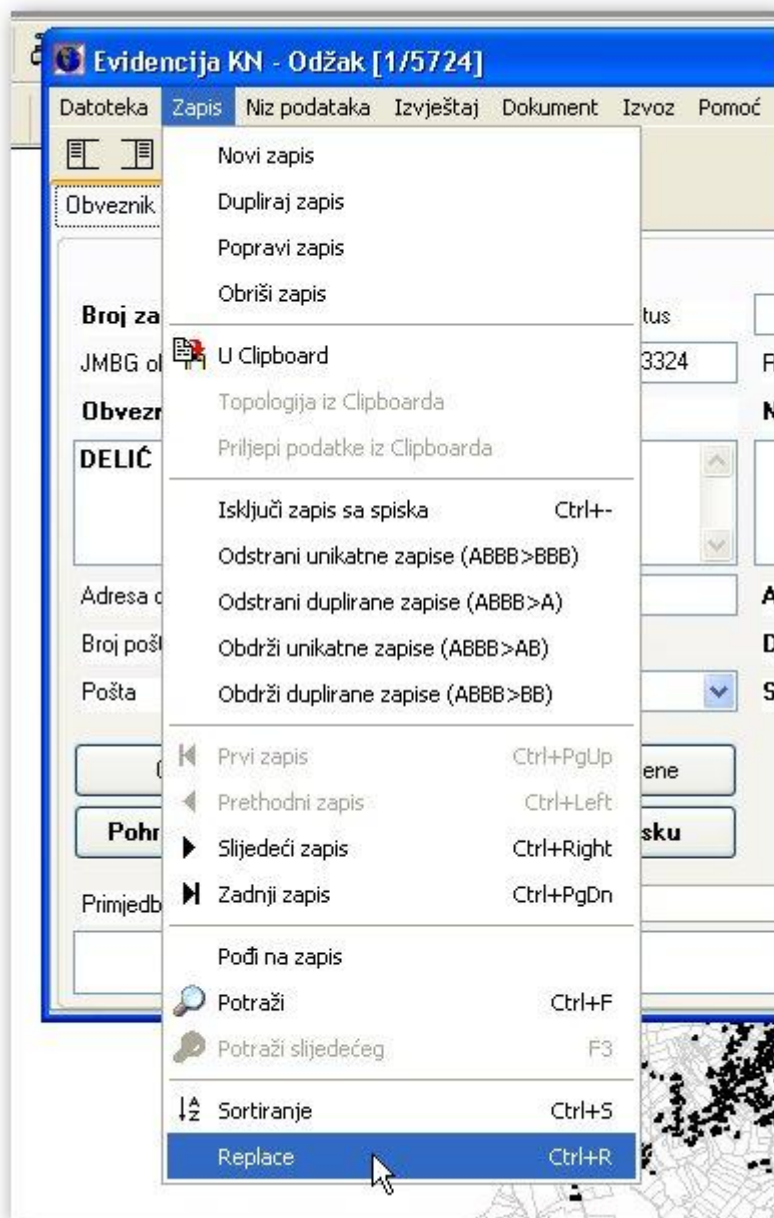 Evidencija KN - Odžak [1/5724]
Datoteka Zapis Niz podataka Izvještaj Dokument Izvoz Pomoć
Obveznik
Novi zapis
Dupliraj zapis
Popravi zapis
Obriši zapis
Broj za tus
JMBG 3324
U Clipboard
Topologija iz Clipboarda
Obvezn
Priljepi podatke iz Clipboarda
DELIĆ
Isključi zapis sa spiska Ctrl+-
Odstrani unikatne zapise (ABBB>BBB)
Adresa
Odstrani duplirane zapise (ABBB>A)
Broj pošt
Obdrži unikatne zapise (ABBB>AB)
Pošta
Obdrži duplirane zapise (ABBB>BB)
Prvi zapis Ctrl+PgUp
ene
Prethodni zapis Ctrl+Left
Pohr sku
Slijedeći zapis Ctrl+Right
Zadnji zapis Ctrl+PgDn
Primjedb
Pođi na zapis
Potraži Ctrl+F
Potraži slijedećeg F3
Sortiranje Ctrl+S
Replace Ctrl+R